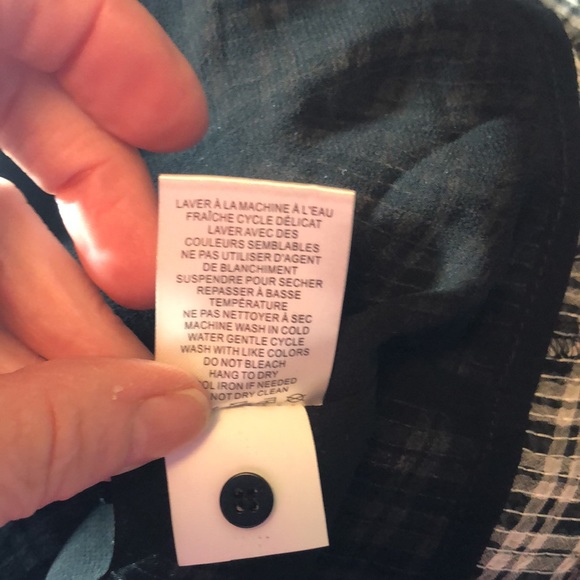 LAVER À LA MACHINE À L'EAU
FRAÎCHE CYCLE DÉLICAT
LAVER AVEC DES
COULEURS SEMBLABLES
NE PAS UTILISER D'AGENT
DE BLANCHIMENT
SUSPENDRE POUR SECHER
REPASSER À BASSE
TEMPÉRATURE
NE PAS NETTOYER À SEC
MACHINE WASH IN COLD
WATER GENTLE CYCLE
WASH WITH LIKE COLORS
DO NOT BLEACH
HANG TO DRY
OL IRON IF NEEDED
NOT DRY CLEAN